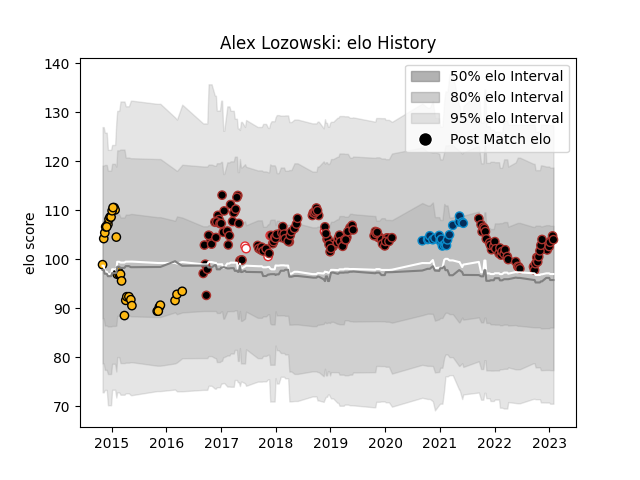 Alex Lozowski: elo History
140
130
120
110
100
90
80
70
elo score
50% elo Interval
80% elo Interval
95% elo Interval
Post Match elo
2015 2016 2017 2018 2019 2020 2021 2022 2023